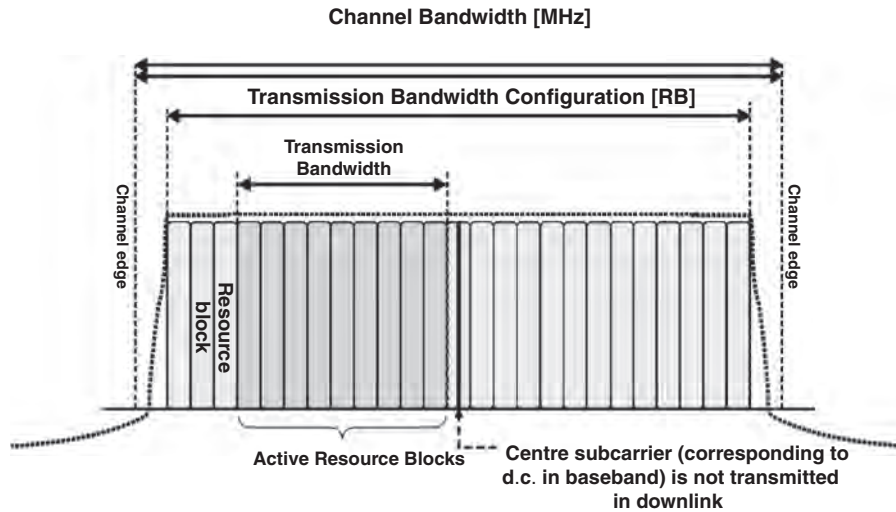 Channel Bandwidth [MHz]
Transmission Bandwidth Configuration [RB]
Transmission
Bandwidth
Channel edge
Channel edge
Resource
block
Active Resource Blocks
Centre subcarrier (corresponding to
d.c. in baseband) is not transmitted
in downlink